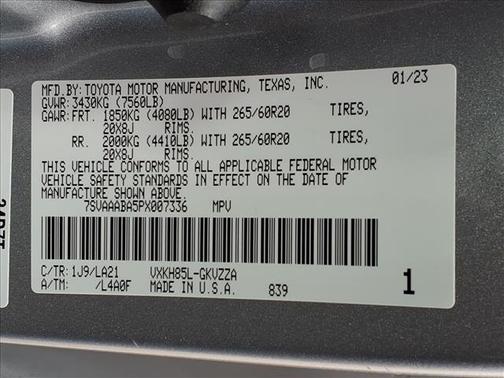 MFD.BY: TOYOTA MOTOR MANUFACTURING, TEXAS, INC. 01/23
GVWR: 3430KG (7560LB)
GAWR: FRT. 1850KG (4080LB) WITH 265/60R20 TIRES,
20X8J RIMS.
RR. 2000KG (4410LB) WITH 265/60R20 TIRES,
20X8J RIMS.
THIS VEHICLE CONFORMS TO ALL APPLICABLE FEDERAL MOTOR
VEHICLE SAFETY STANDARDS IN EFFECT ON THE DATE OF
MANUFACTURE SHOWN ABOVE.
7SVAAABA5PX007336 MPV
C/TR: 1J9/LA21 VXKH85L-GKVZZA
A/TM: /L4A0F MADE IN U.S.A. 839 1